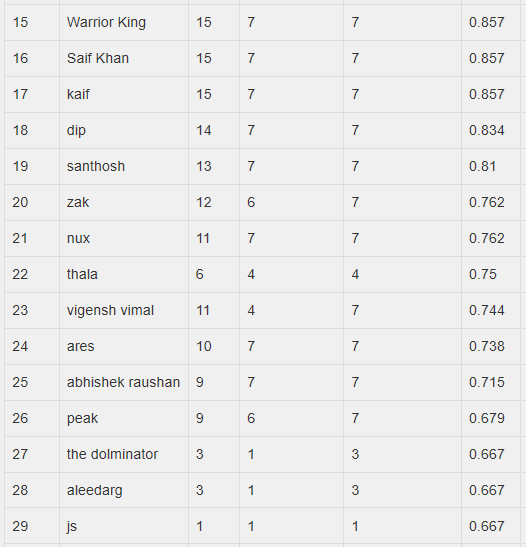 15 Warrior King 15 7 7 0.857
16 Saif Khan 15 7 7 0.857
17 kaif 15 7 7 0.857
18 dip 14 7 7 0.834
19 santhosh 13 7 7 0.81
20 zak 12 6 7 0.762
21 nux 11 7 7 0.762
22 thala 6 4 4 0.75
23 vigensh vimal 11 4 7 0.744
24 ares 10 7 7 0.738
25 abhishek raushan 9 7 7 0.715
26 peak 9 6 7 0.679
27 the dolminator 3 1 3 0.667
28 aleedarg 3 1 3 0.667
29 js 1 1 1 0.667